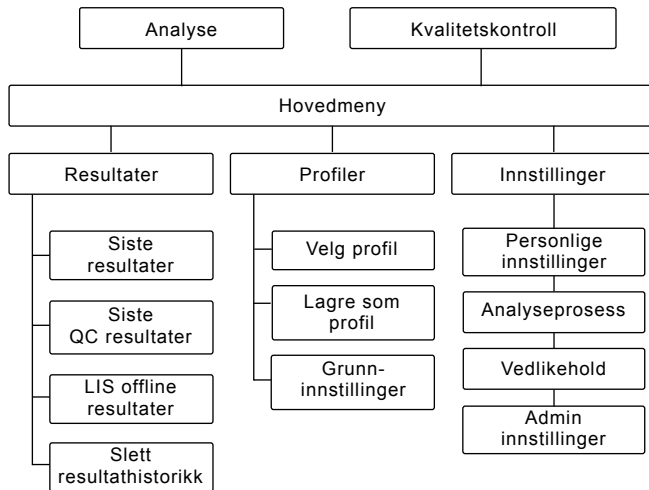 Analyse
Kvalitetskontroll
Hovedmeny
Resultater
Profiler
Innstillinger
Siste
resultater
Siste
QC resultater
LIS offline
resultater
Slett
resultathistorikk
Velg profil
Lagre som
profil
Grunn-
innstillinger
Personlige
innstillinger
Analyseprosess
Vedlikehold
Admin
innstillinger